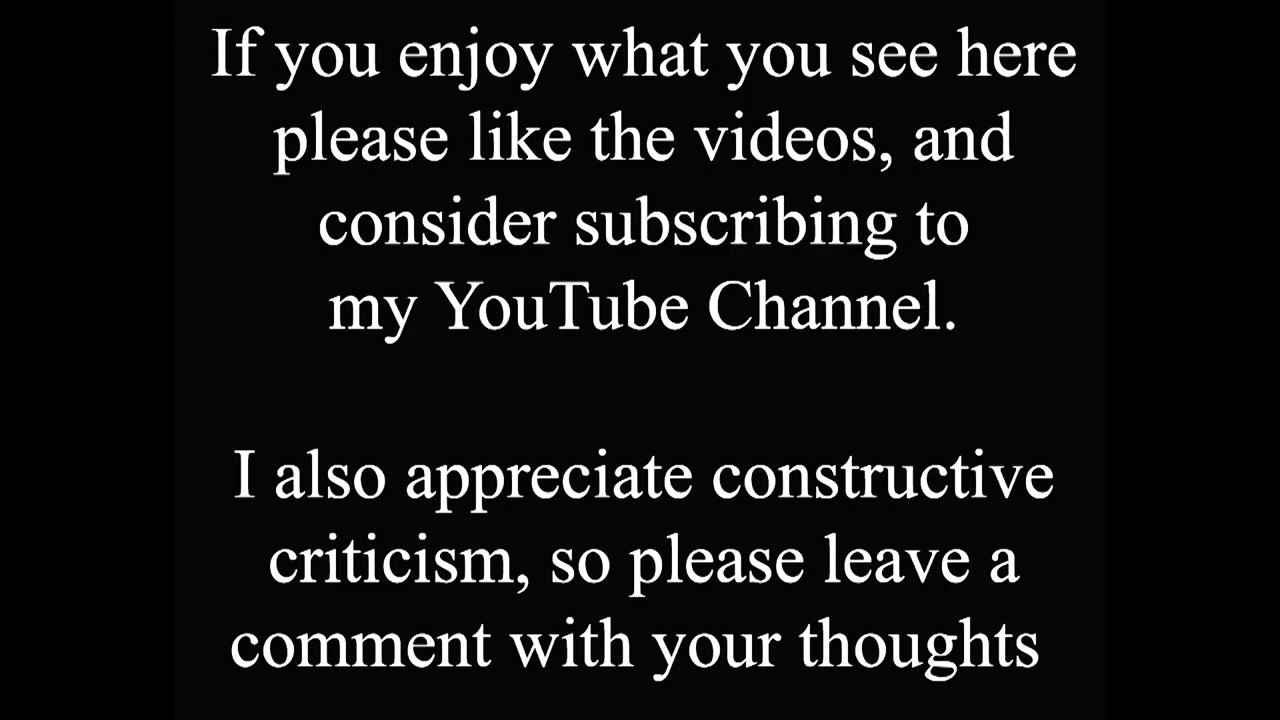 If you enjoy what you see here
please like the videos, and
consider subscribing to
my YouTube Channel.
I also appreciate constructive
criticism, so please leave a
comment with your thoughts